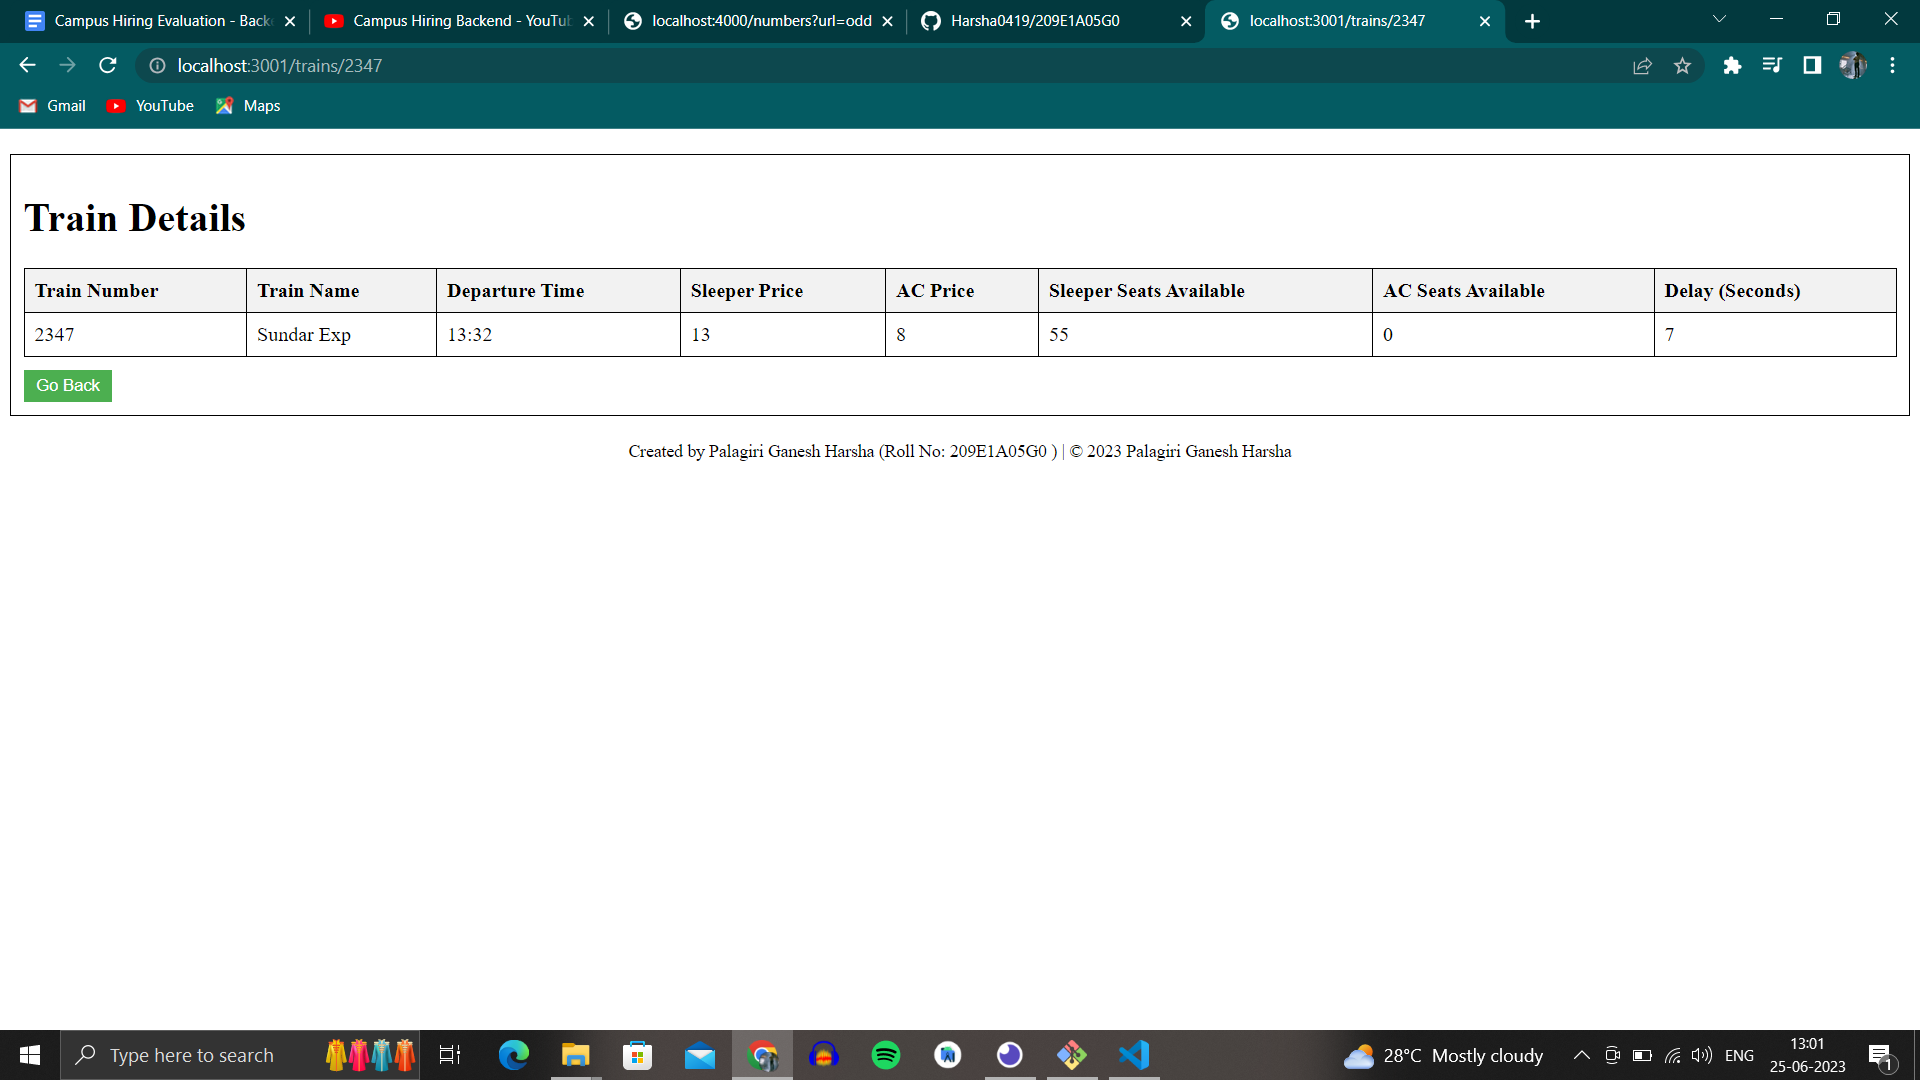 Campus Hiring Evaluation - Back
Campus Hiring Backend - YouTub
localhost:4000/numbers?url=odd
Harsha0419/209E1A05G0
localhost:3001/trains/2347
localhost:3001/trains/2347
Gmail YouTube Maps
Train Details
Train Number Train Name Departure Time Sleeper Price AC Price Sleeper Seats Available AC Seats Available Delay (Seconds)
2347 Sundar Exp 13:32 13 8 55 0 7
Go Back
Created by Palagiri Ganesh Harsha (Roll No: 209E1A05G0 ) | © 2023 Palagiri Ganesh Harsha
Type here to search
28°C Mostly cloudy
ENG
13:01
25-06-2023
1